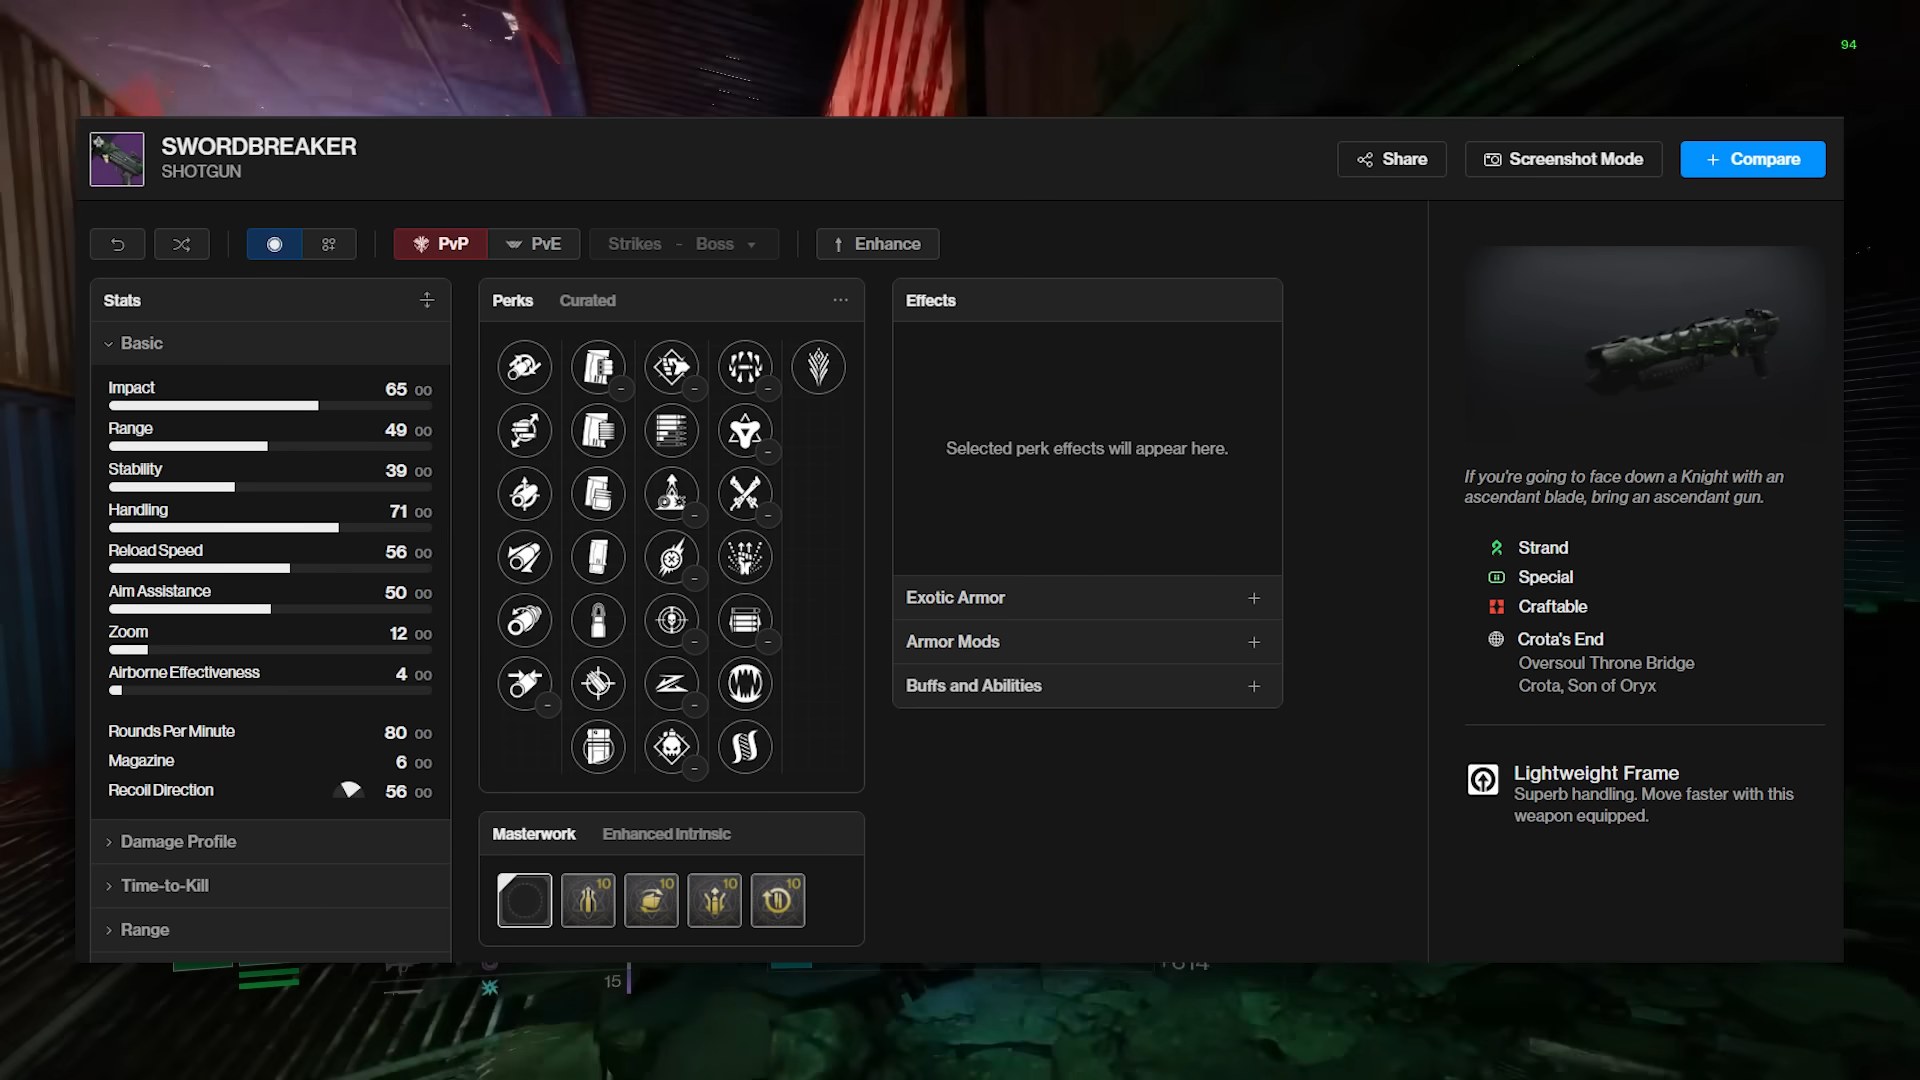 94
SWORDBREAKER
SHOTGUN
Share
Screenshot Mode
+ Compare
PvP
PvE
Strikes - Boss
Enhance
Stats
Basic
Impact 65 00
Range 49 00
Stability 39 00
Handling 71 00
Reload Speed 56 00
Aim Assistance 50 00
Zoom 12 00
Airborne Effectiveness 4 00
Rounds Per Minute 80 00
Magazine 6 00
Recoil Direction 56 00
Damage Profile
Time-to-Kill
Range
Perks Curated
Masterwork Enhanced Intrinsic
10 10 10 10
Effects
Selected perk effects will appear here.
Exotic Armor +
Armor Mods +
Buffs and Abilities +
If you're going to face down a Knight with an
ascendant blade, bring an ascendant gun.
Strand
Special
Craftable
Crota's End
Oversoul Throne Bridge
Crota, Son of Oryx
Lightweight Frame
Superb handling. Move faster with this
weapon equipped.
15